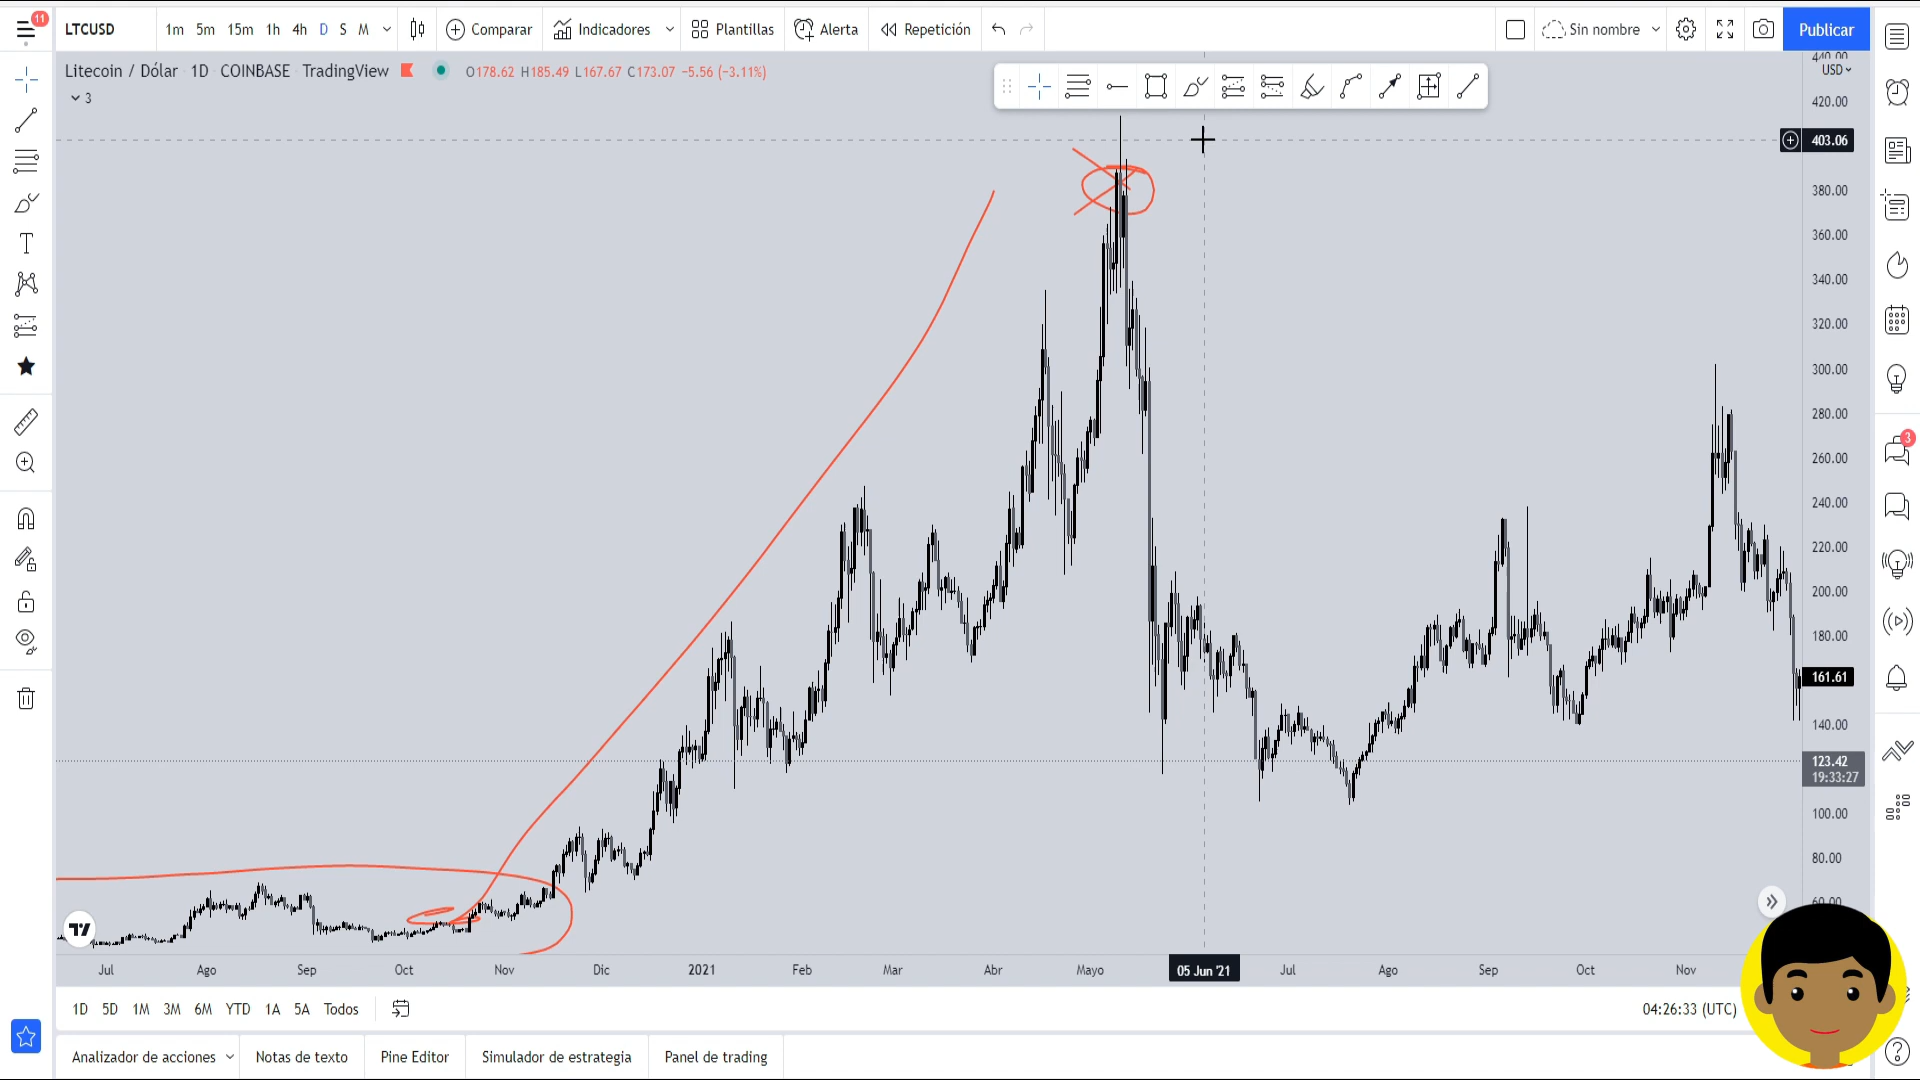 11
LTCUSD
1m 5m 15m 1h 4h D S M
Comparar
Indicadores
Plantillas
Alerta
Repetición
Sin nombre
Publicar
Litecoin / Dólar 1D COINBASE TradingView
O178.62 H185.49 L167.67 C173.07 −5.56 (−3.11%)
3
USD
420.00
403.06
380.00
360.00
340.00
320.00
300.00
280.00
260.00
240.00
220.00
200.00
180.00
161.61
140.00
123.42
19:33:27
100.00
80.00
60.00
3
Jul Ago Sep Oct Nov Dic 2021 Feb Mar Abr Mayo 05 Jun '21 Jul Ago Sep Oct Nov
1D 5D 1M 3M 6M YTD 1A 5A Todos
04:26:33 (UTC)
Analizador de acciones
Notas de texto
Pine Editor
Simulador de estrategia
Panel de trading